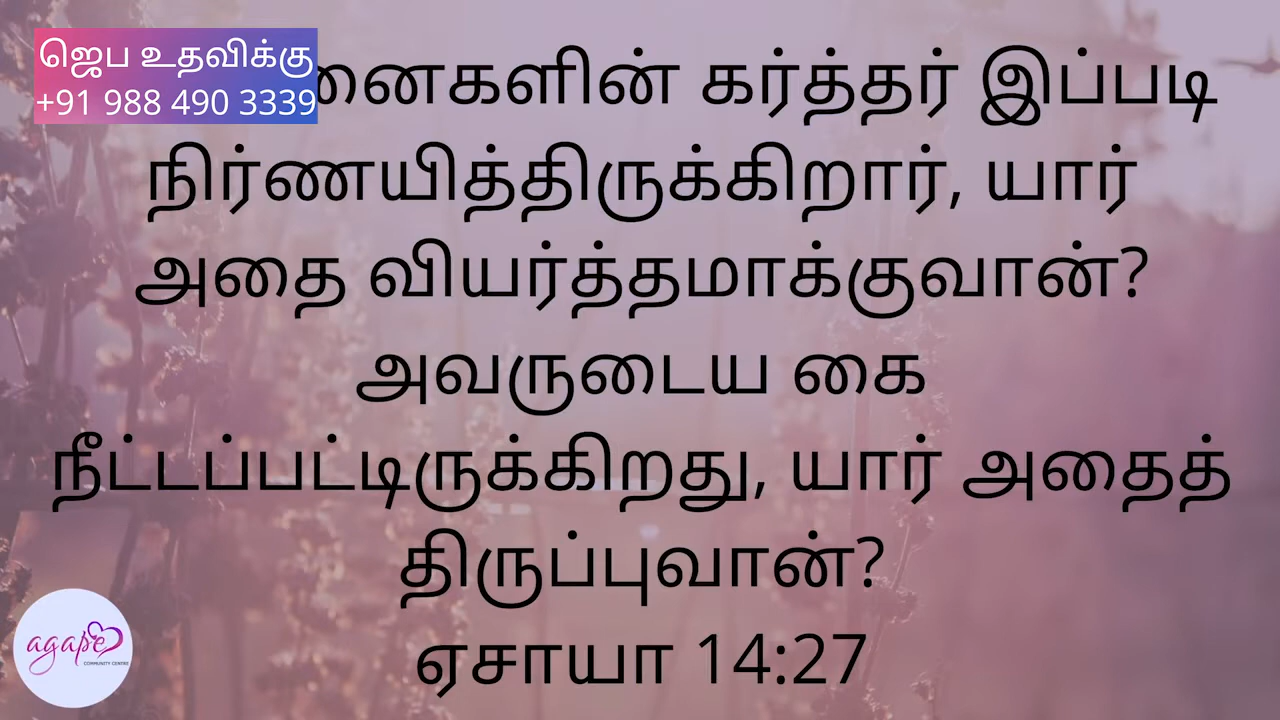 ஜெப உதவிக்கு
+91 988 490 3339
கர்த்தர் இப்படி
நிர்ணயித்திருக்கிறார், யார்
அதை வியர்த்தமாக்குவான்?
அவருடைய கை
நீட்டப்பட்டிருக்கிறது, யார் அதைத்
திருப்புவான்?
ஏசாயா 14:27
agape
COMMUNITY CENTRE